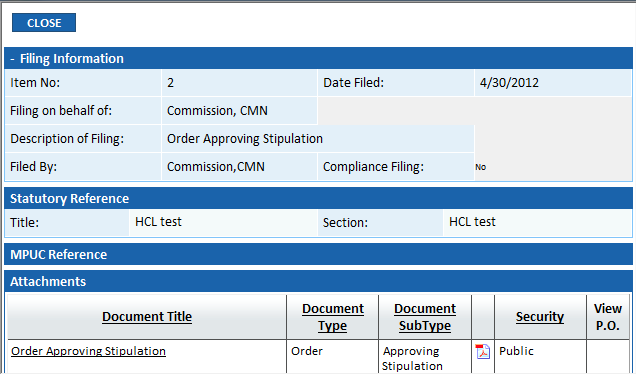 CLOSE
- Filing Information
Item No: 2 Date Filed: 4/30/2012
Filing on behalf of: Commission, CMN
Description of Filing: Order Approving Stipulation
Filed By: Commission,CMN Compliance Filing: No
Statutory Reference
Title: HCL test Section: HCL test
MPUC Reference
Attachments
Document Title Document Type Document SubType Security View P.O.
Order Approving Stipulation Order Approving Stipulation Public